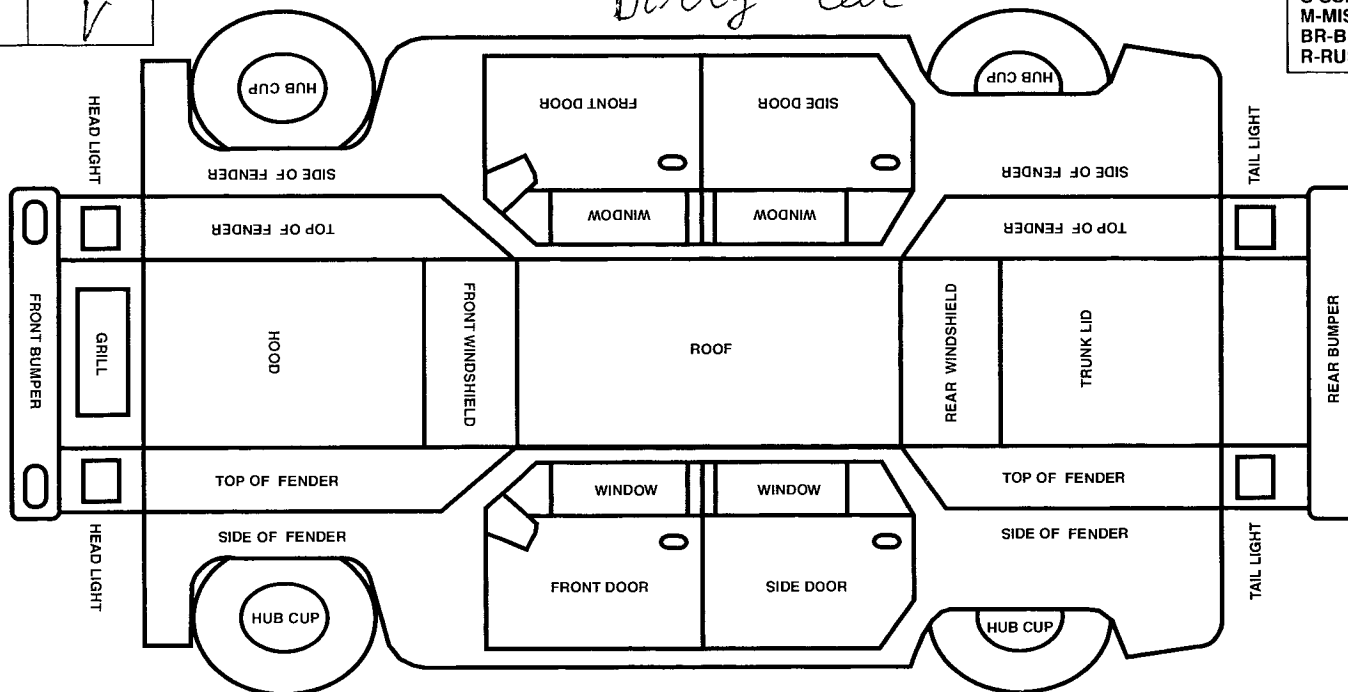 Dirty car
M-MIS
BR-B
R-RU
HUB CUP
HUB CUP
HEAD LIGHT
FRONT DOOR
SIDE DOOR
TAIL LIGHT
SIDE OF FENDER
SIDE OF FENDER
WINDOW
WINDOW
TOP OF FENDER
TOP OF FENDER
FRONT BUMPER
GRILL
HOOD
FRONT WINDSHIELD
ROOF
REAR WINDSHIELD
TRUNK LID
REAR BUMPER
TOP OF FENDER
WINDOW
WINDOW
TOP OF FENDER
SIDE OF FENDER
SIDE OF FENDER
HEAD LIGHT
FRONT DOOR
SIDE DOOR
TAIL LIGHT
HUB CUP
HUB CUP